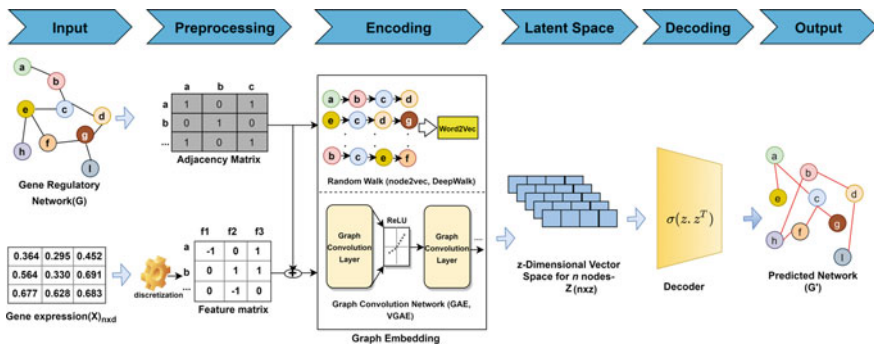 Input
Preprocessing
Encoding
Latent Space
Decoding
Output
a
b
c
d
e
f
g
h
l
Gene Regulatory
Network(G)
a b c
a 1 0 1
b 0 1 0
... 1 0 1
Adjacency Matrix
0.364 0.295 0.452
0.564 0.330 0.691
0.677 0.628 0.683
Gene expression(X)nxd
discretization
f1 f2 f3
a -1 0 1
b 0 1 1
... 0 -1 0
Feature matrix
a b c d
e c d g
b c e f
Word2Vec
Random Walk (node2vec, DeepWalk)
Graph
Convolution
Layer
ReLU
Graph
Convolution
Layer
...
Graph Convolution Network (GAE,
VGAE)
Graph Embedding
z-Dimensional Vector
Space for n nodes-
Z(nxz)
σ(z. z^T)
Decoder
a
b
c
d
e
g
f
h
l
Predicted Network
(G')